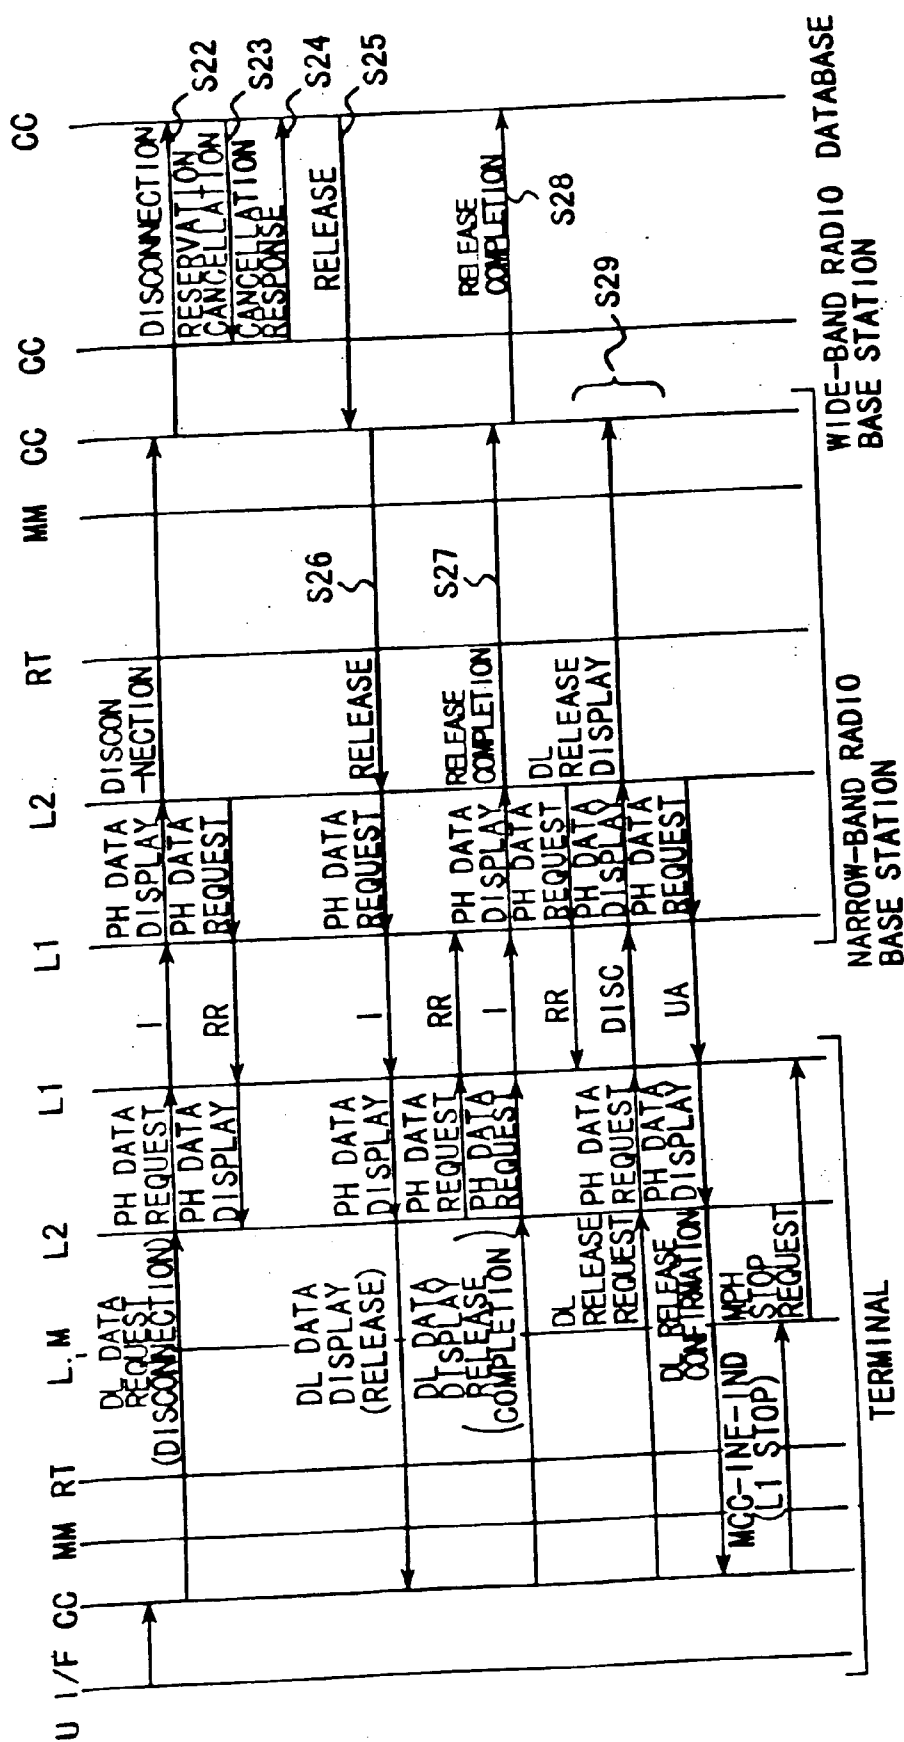 U I/F CC MM RT L.M L2 L1 L1 L2 RT MM CC CC CC
DL DATA
REQUEST
(DISCONNECTION)
PH DATA
REQUEST
I
PH DATA
DISPLAY
DISCON
-NECTION
DISCONNECTION
S22
PH DATA
DISPLAY
RR
PH DATA
REQUEST
RESERVATION
CANCELLATION
S23
CANCELLATION
RESPONSE
S24
RELEASE
S25
DL DATA
DISPLAY
(RELEASE)
PH DATA
DISPLAY
I
PH DATA
REQUEST
RELEASE
S26
PH DATA
REQUEST
RR
DL DATA
DISPLAY
(RELEASE
COMPLETION)
PH DATA
REQUEST
I
PH DATA
DISPLAY
RELEASE
COMPLETION
S27
RELEASE
COMPLETION
S28
RR
PH DATA
REQUEST
DL
RELEASE
REQUEST
PH DATA
REQUEST
DISC
PH DATA
DISPLAY
DL
RELEASE
DISPLAY
S29
DL RELEASE
CONFIRMATION
PH DATA
DISPLAY
UA
PH DATA
REQUEST
MCC-INE-IND
(L1 STOP)
MPH
STOP
REQUEST
TERMINAL
NARROW-BAND RADIO
BASE STATION
WIDE-BAND RADIO
BASE STATION
DATABASE